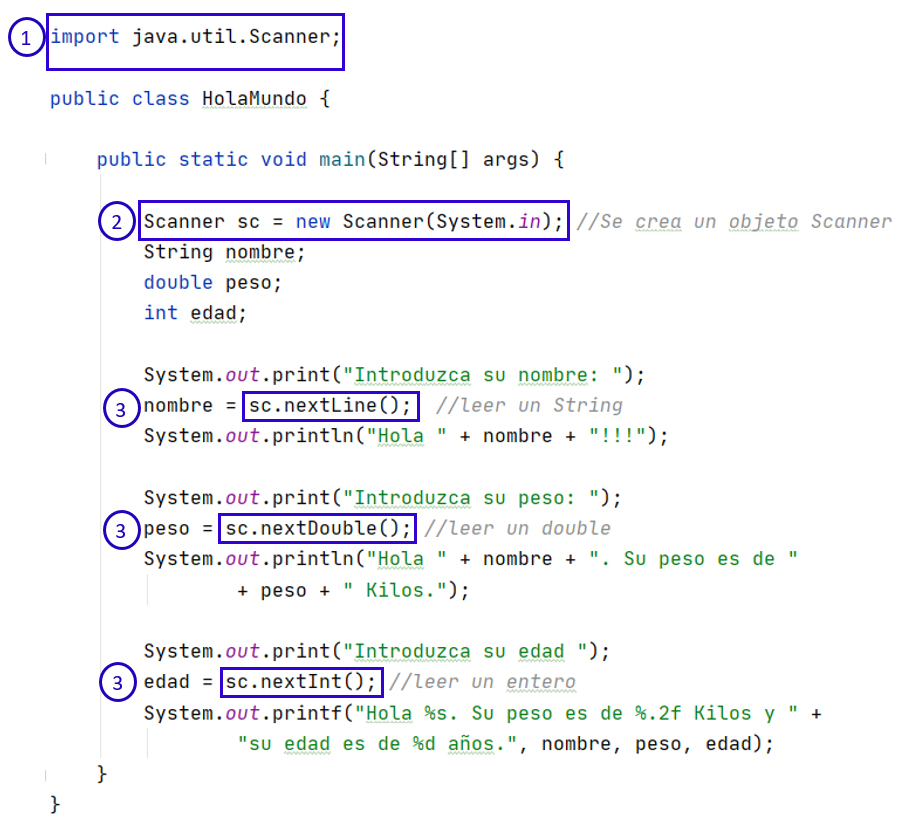 1 import java.util.Scanner;
public class HolaMundo {
public static void main(String[] args) {
2 Scanner sc = new Scanner(System.in); //Se crea un objeto Scanner
String nombre;
double peso;
int edad;
System.out.print("Introduzca su nombre: ");
3 nombre = sc.nextLine(); //leer un String
System.out.println("Hola " + nombre + "!!!");
System.out.print("Introduzca su peso: ");
3 peso = sc.nextDouble(); //leer un double
System.out.println("Hola " + nombre + ". Su peso es de "
+ peso + " Kilos.");
System.out.print("Introduzca su edad ");
3 edad = sc.nextInt(); //leer un entero
System.out.printf("Hola %s. Su peso es de %.2f Kilos y " +
"su edad es de %d años.", nombre, peso, edad);
}
}